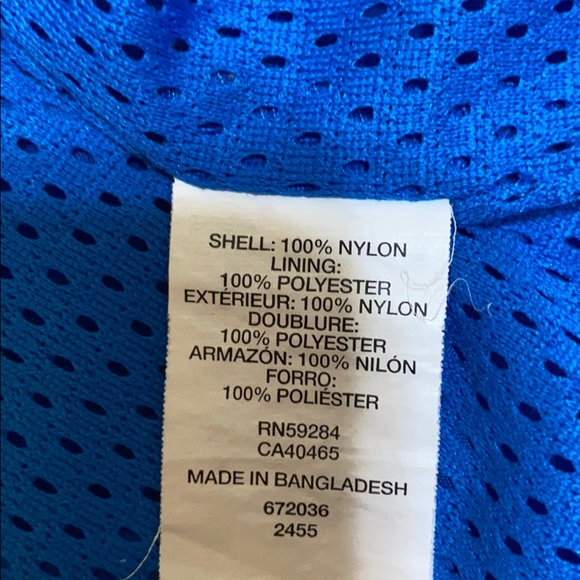 SHELL: 100% NYLON
LINING:
100% POLYESTER
EXTÉRIEUR: 100% NYLON
DOUBLURE:
100% POLYESTER
ARMAZÓN: 100% NILÓN
FORRO:
100% POLIÉSTER
RN59284
CA40465
MADE IN BANGLADESH
672036
2455